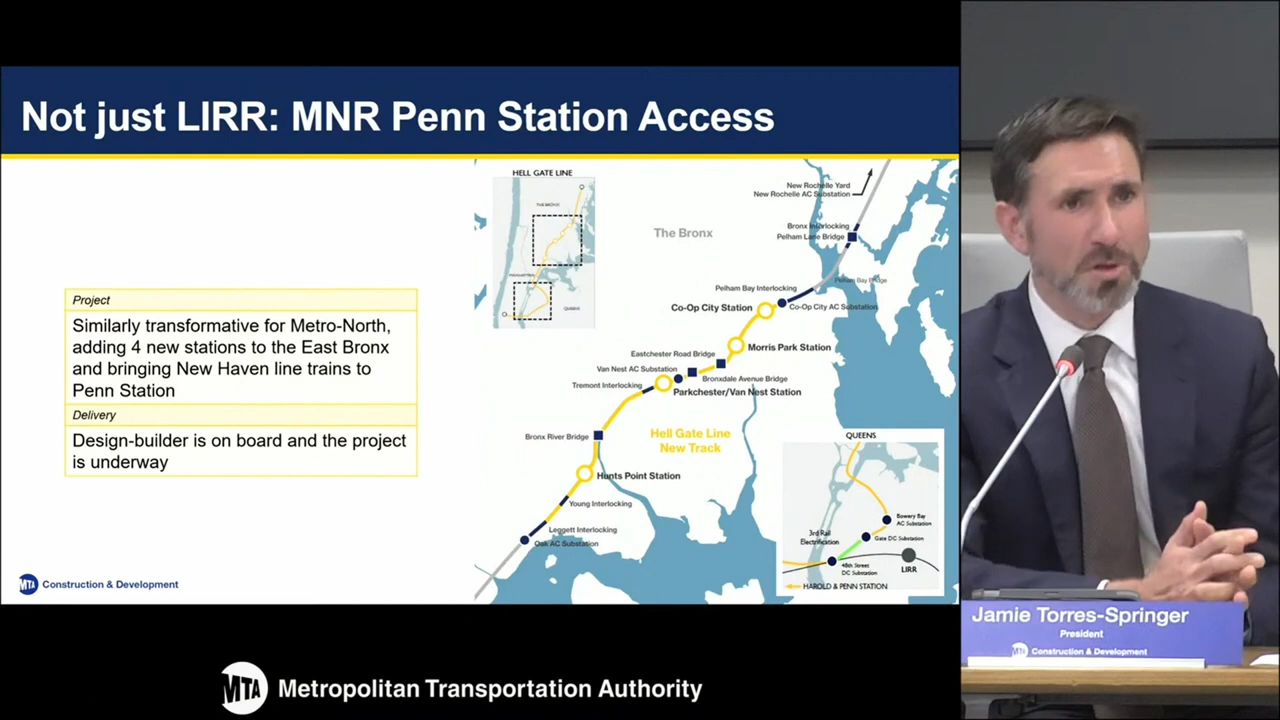 Not just LIRR: MNR Penn Station Access
Project
Similarly transformative for Metro-North,
adding 4 new stations to the East Bronx
and bringing New Haven line trains to
Penn Station
Delivery
Design-builder is on board and the project
is underway
MTA Construction & Development
HELL GATE LINE
THE BRONX
QUEENS
The Bronx
New Rochelle Yard
New Rochelle AC Substation
Bronx Interlocking
Pelham Lane Bridge
Pelham Bay Bridge
Pelham Bay Interlocking
Co-Op City Station
Co-Op City AC Substation
Morris Park Station
Eastchester Road Bridge
Van Nest AC Substation
Bronxdale Avenue Bridge
Tremont Interlocking
Parkchester/Van Nest Station
Bronx River Bridge
Hell Gate Line
New Track
Hunts Point Station
Young Interlocking
Leggett Interlocking
Oak AC Substation
QUEENS
Bowery Bay
AC Substation
3rd Rail
Electrification
Gate DC Substation
48th Street
DC Substation
LIRR
HAROLD & PENN STATION
Jamie Torres-Springer
President
MTA Construction & Development
MTA Metropolitan Transportation Authority